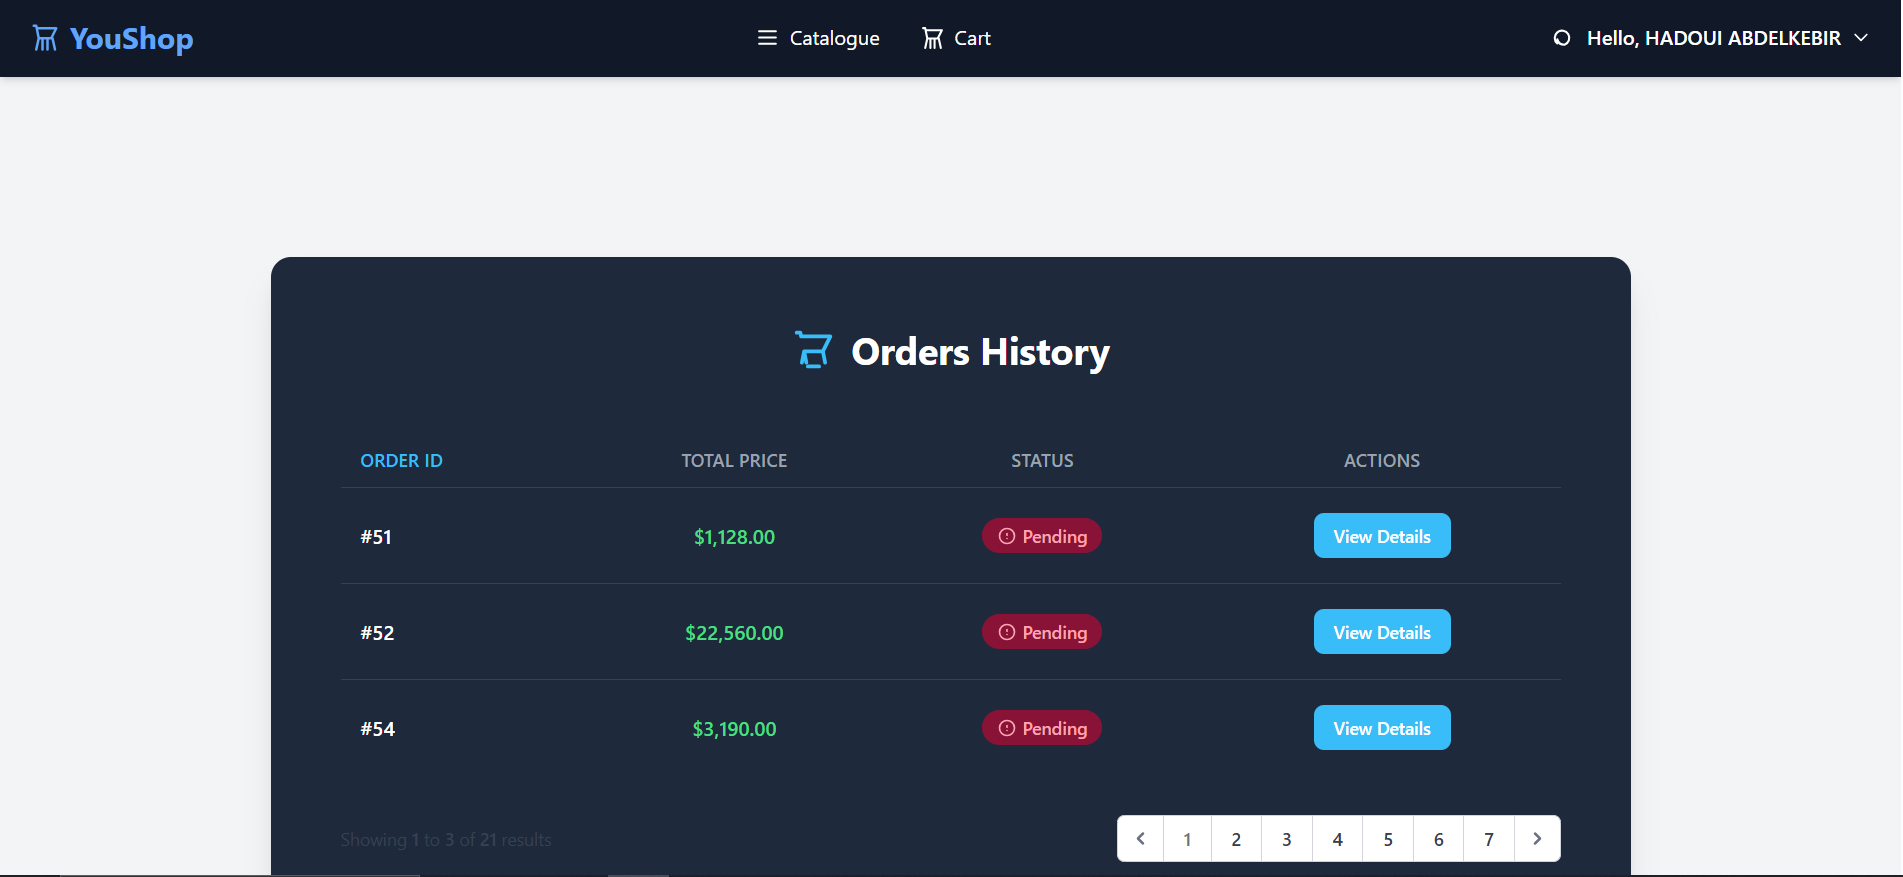 YouShop
Catalogue
Cart
Hello, HADOUI ABDELKEBIR
Orders History
ORDER ID TOTAL PRICE STATUS ACTIONS
#51 $1,128.00 Pending View Details
#52 $22,560.00 Pending View Details
#54 $3,190.00 Pending View Details
Showing 1 to 3 of 21 results
1 2 3 4 5 6 7